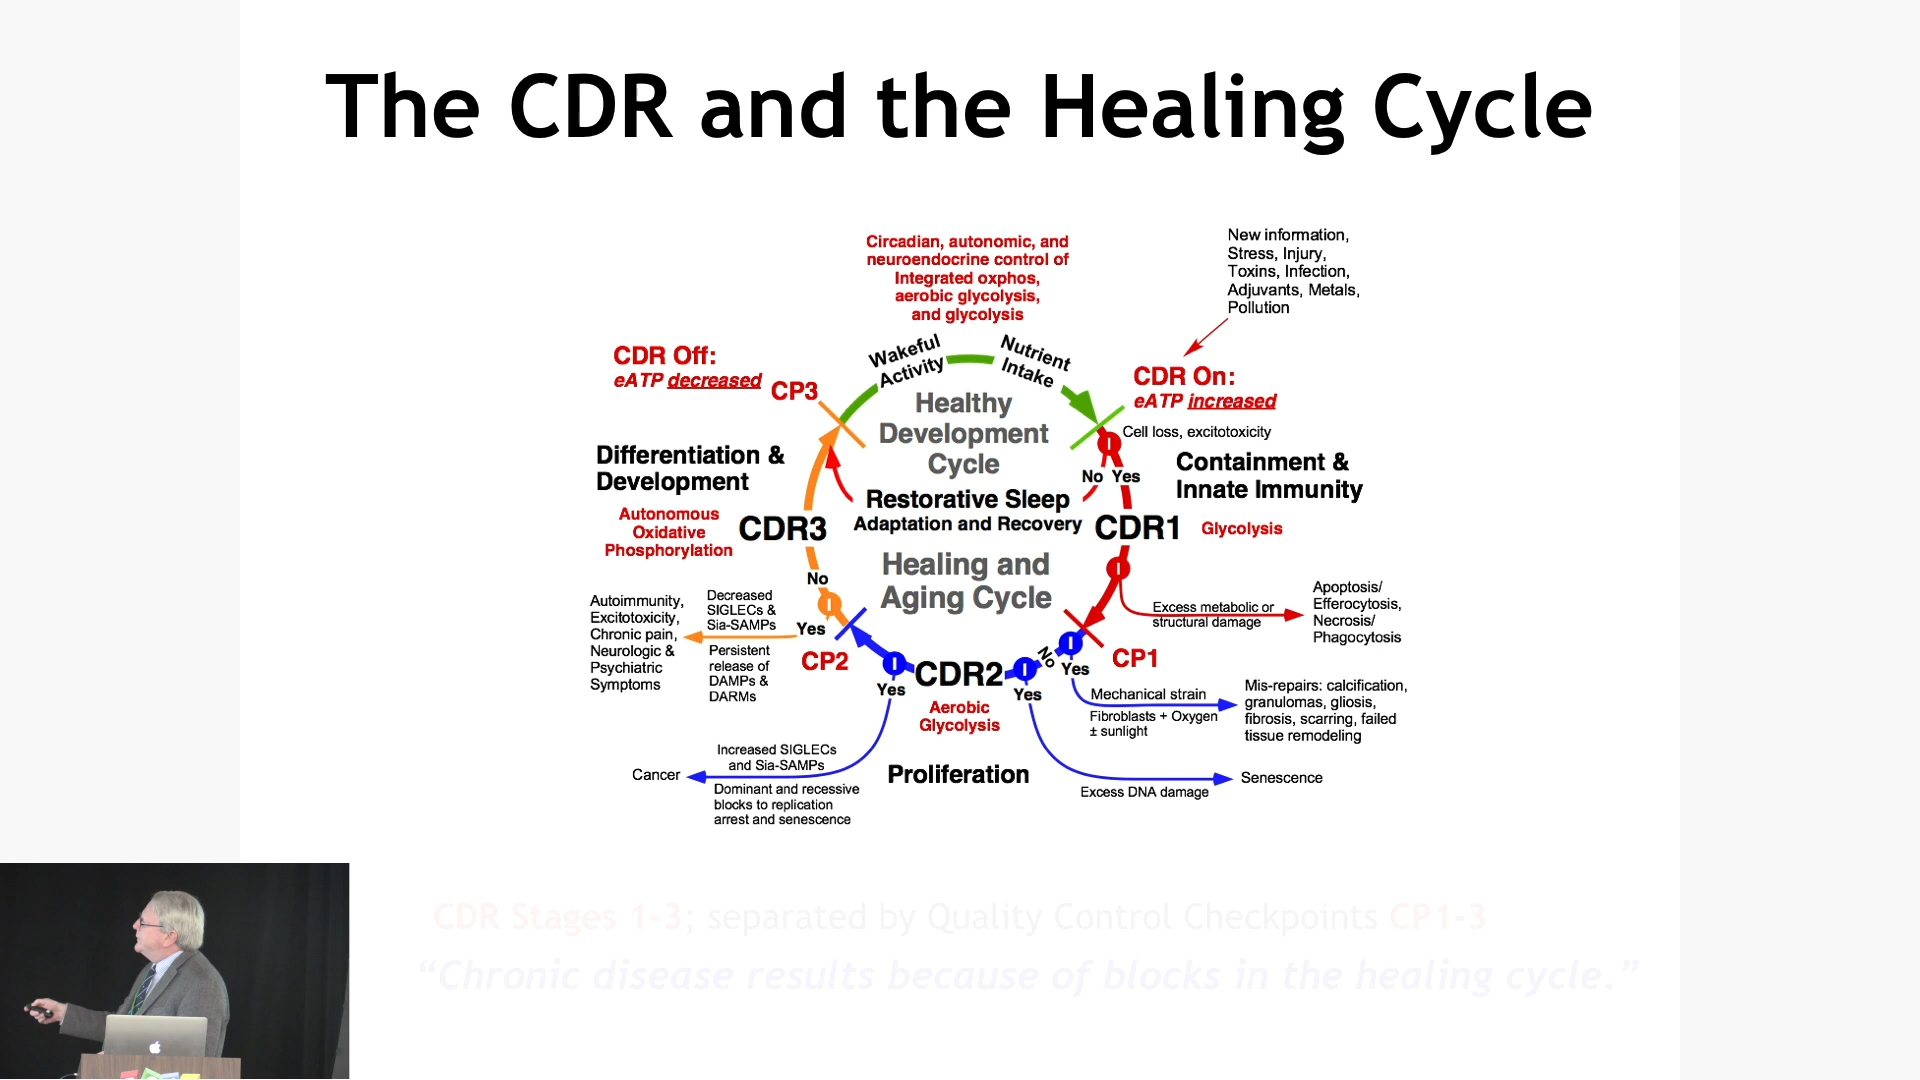 The CDR and the Healing Cycle
Circadian, autonomic, and
neuroendocrine control of
Integrated oxphos,
aerobic glycolysis,
and glycolysis
New information,
Stress, Injury,
Toxins, Infection,
Adjuvants, Metals,
Pollution
CDR Off:
eATP decreased
CP3
Wakeful
Activity
Nutrient
Intake
CDR On:
eATP increased
Cell loss, excitotoxicity
Healthy
Development
Cycle
No Yes
Containment &
Innate Immunity
Differentiation &
Development
Restorative Sleep
Adaptation and Recovery
Autonomous
Oxidative
Phosphorylation
CDR3
CDR1
Glycolysis
Healing and
Aging Cycle
No
Yes
Decreased
SIGLECs &
Sia-SAMPs
Persistent
release of
DAMPs &
DARMs
Autoimmunity,
Excitotoxicity,
Chronic pain,
Neurologic &
Psychiatric
Symptoms
CP2
Excess metabolic or
structural damage
Apoptosis/
Efferocytosis,
Necrosis/
Phagocytosis
CP1
No
Yes
Mechanical strain
Fibroblasts + Oxygen
± sunlight
Mis-repairs: calcification,
granulomas, gliosis,
fibrosis, scarring, failed
tissue remodeling
Yes
CDR2
Yes
Aerobic
Glycolysis
Proliferation
Increased SIGLECs
and Sia-SAMPs
Cancer
Dominant and recessive
blocks to replication
arrest and senescence
Excess DNA damage
Senescence
CDR Stages 1-3; separated by Quality Control Checkpoints CP1-3
“Chronic disease results because of blocks in the healing cycle.”